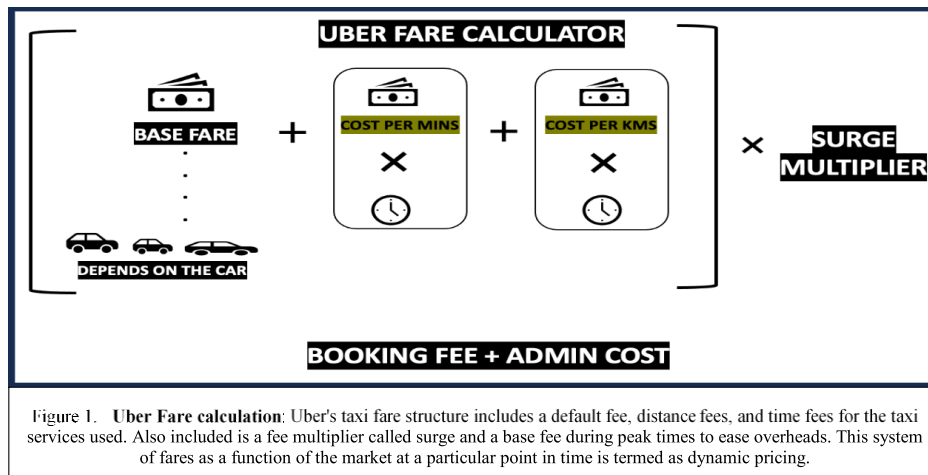 UBER FARE CALCULATOR
BASE FARE
+
COST PER MINS
×
+
COST PER KMS
×
× SURGE
MULTIPLIER
DEPENDS ON THE CAR
BOOKING FEE + ADMIN COST
Figure 1. Uber Fare calculation: Uber's taxi fare structure includes a default fee, distance fees, and time fees for the taxi
services used. Also included is a fee multiplier called surge and a base fee during peak times to ease overheads. This system
of fares as a function of the market at a particular point in time is termed as dynamic pricing.